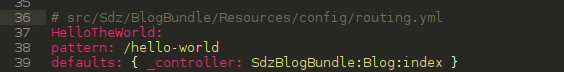 35
36 # src/Sdz/BlogBundle/Resources/config/routing.yml
37 HelloTheWorld:
38 pattern: /hello-world
39 defaults: { _controller: SdzBlogBundle:Blog:index }